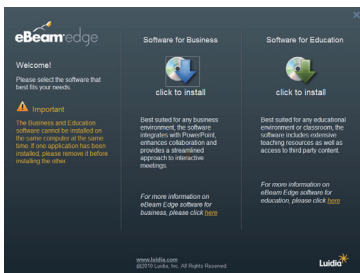 eBeam edge
Welcome!
Please select the software that
best fits your needs.
Important
The Business and Education
software cannot be installed on
the same computer at the same
time. If one application has been
installed, please remove it before
installing the other.
Software for Business
click to install
Best suited for any business
environment, the software
integrates with PowerPoint,
enhances collaboration and
provides a streamlined
approach to interactive
meetings.
For more information on
eBeam Edge software for
business, please click here
Software for Education
click to install
Best suited for any educational
environment or classroom, the
software includes extensive
teaching resources as well as
access to third party content.
For more information on
eBeam Edge software for
education, please click here
www.luidia.com
@2010 Luidia, Inc. All Rights Reserved.
Luidia